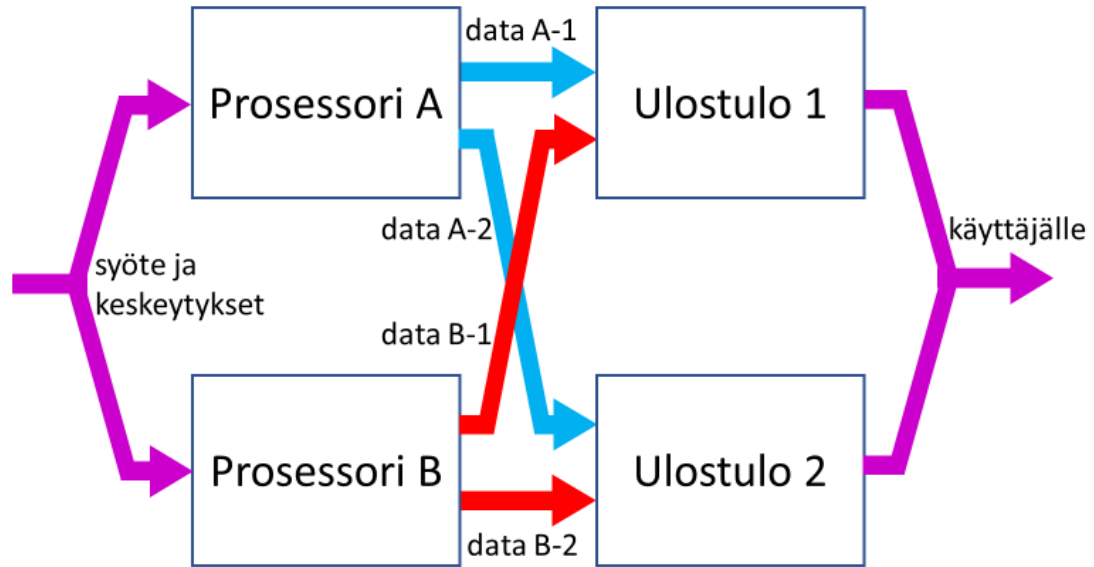 data A-1
Prosessori A
Ulostulo 1
data A-2
käyttäjälle
syöte ja
keskeytykset
data B-1
Prosessori B
Ulostulo 2
data B-2